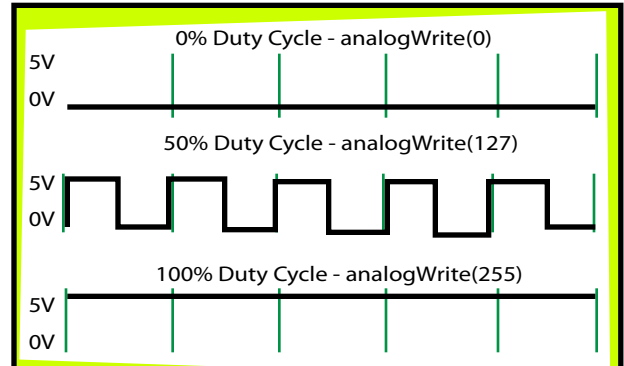 0% Duty Cycle - analogWrite(0)
5V
0V
50% Duty Cycle - analogWrite(127)
5V
0V
100% Duty Cycle - analogWrite(255)
5V
0V